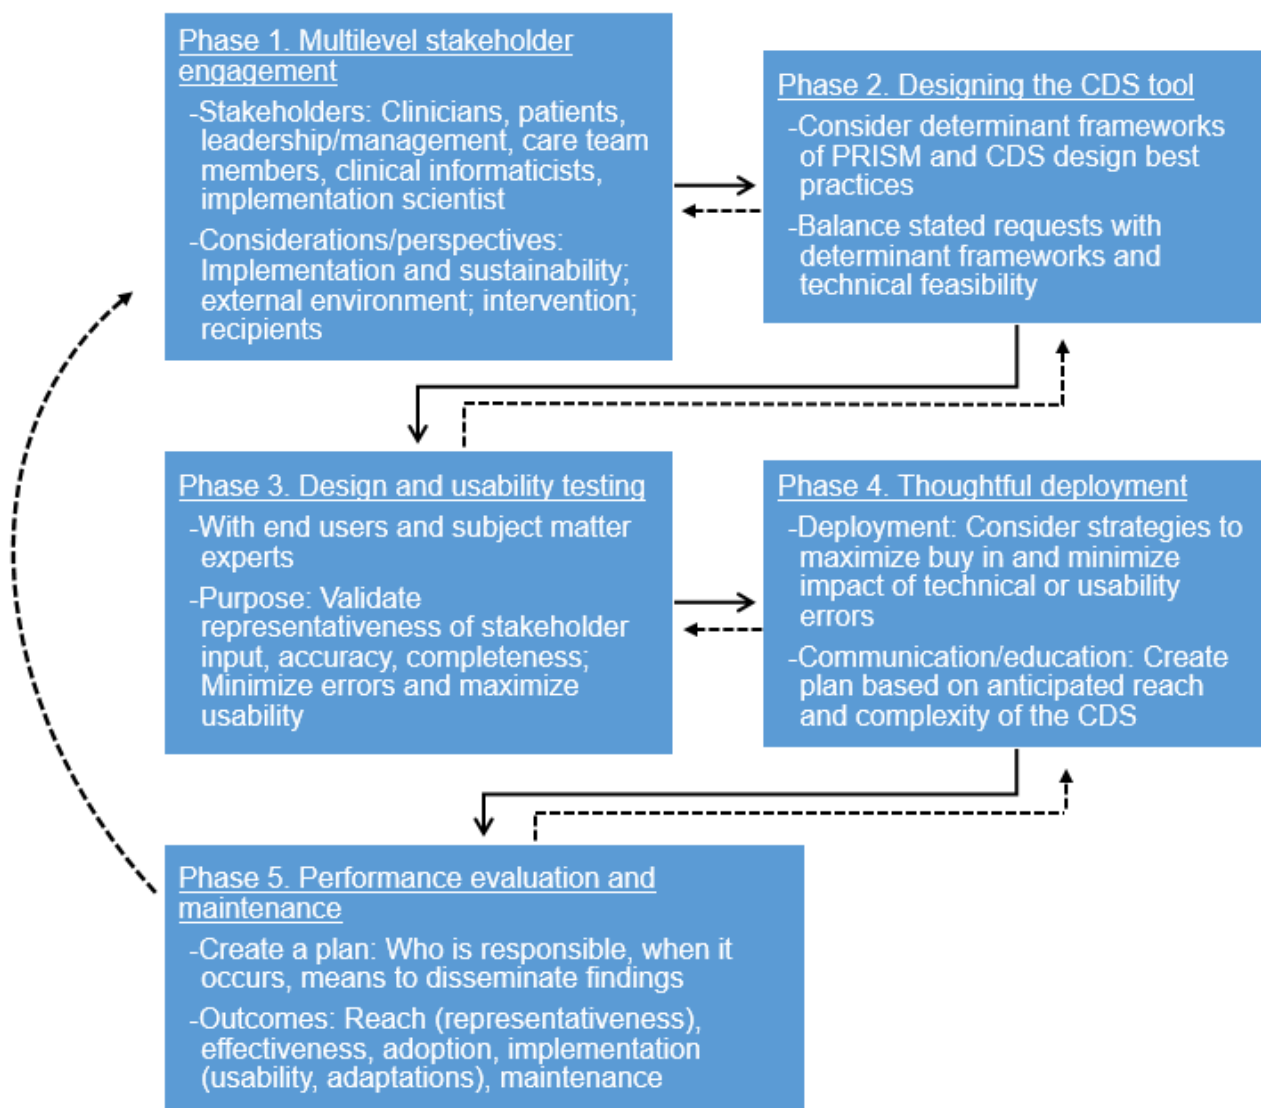 Phase 1. Multilevel stakeholder
engagement
-Stakeholders: Clinicians, patients,
leadership/management, care team
members, clinical informaticists,
implementation scientist
-Considerations/perspectives:
Implementation and sustainability;
external environment; intervention;
recipients
Phase 2. Designing the CDS tool
-Consider determinant frameworks
of PRISM and CDS design best
practices
-Balance stated requests with
determinant frameworks and
technical feasibility
Phase 3. Design and usability testing
-With end users and subject matter
experts
-Purpose: Validate
representativeness of stakeholder
input, accuracy, completeness;
Minimize errors and maximize
usability
Phase 4. Thoughtful deployment
-Deployment: Consider strategies to
maximize buy in and minimize
impact of technical or usability
errors
-Communication/education: Create
plan based on anticipated reach
and complexity of the CDS
Phase 5. Performance evaluation and
maintenance
-Create a plan: Who is responsible, when it
occurs, means to disseminate findings
-Outcomes: Reach (representativeness),
effectiveness, adoption, implementation
(usability, adaptations), maintenance